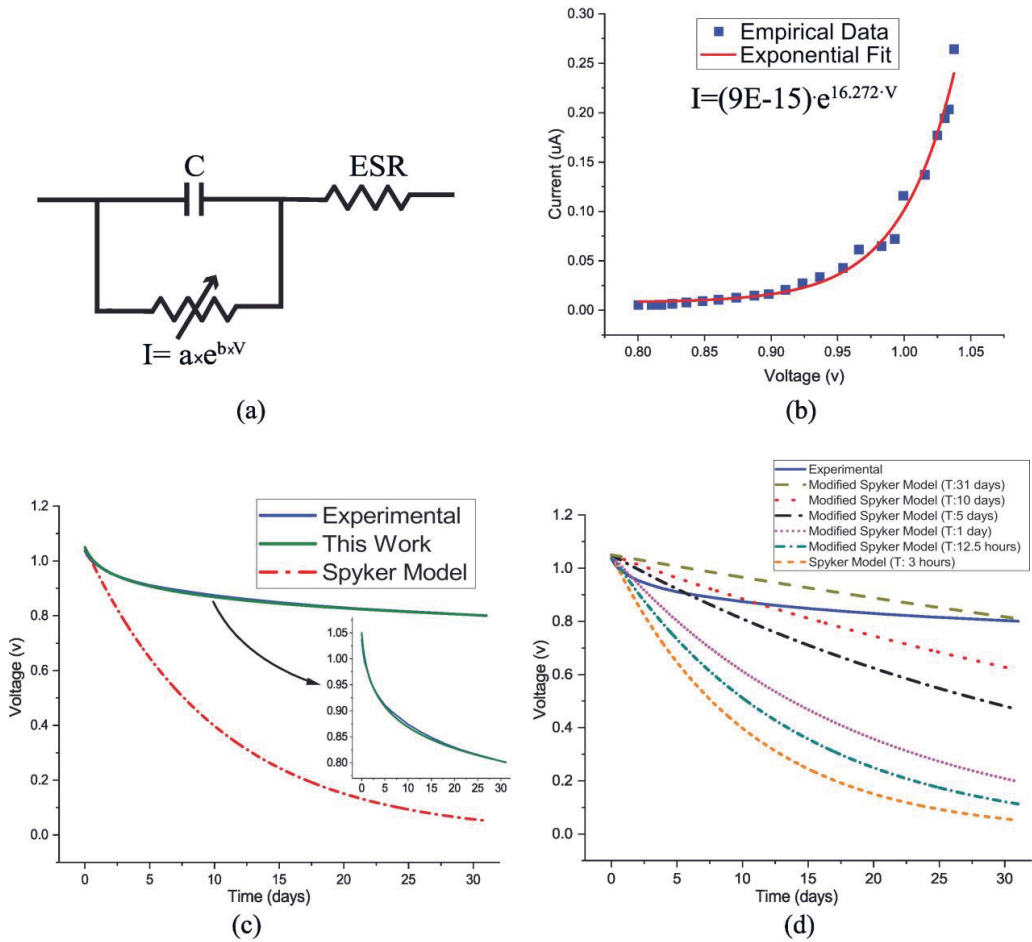 C
ESR
I= a×e^b×V
(a)
Empirical Data
Exponential Fit
I=(9E-15)·e^16.272·V
Current (uA)
0.30
0.25
0.20
0.15
0.10
0.05
0.00
0.80 0.85 0.90 0.95 1.00 1.05
Voltage (v)
(b)
Experimental
This Work
Spyker Model
Voltage (v)
1.2
1.0
0.8
0.6
0.4
0.2
0.0
1.05
1.00
0.95
0.90
0.85
0.80
0 5 10 15 20 25 30
0 5 10 15 20 25 30
Time (days)
(c)
Experimental
Modified Spyker Model (T:31 days)
Modified Spyker Model (T:10 days)
Modified Spyker Model (T:5 days)
Modified Spyker Model (T:1 day)
Modified Spyker Model (T:12.5 hours)
Spyker Model (T: 3 hours)
Voltage (v)
1.2
1.0
0.8
0.6
0.4
0.2
0.0
0 5 10 15 20 25 30
Time (days)
(d)